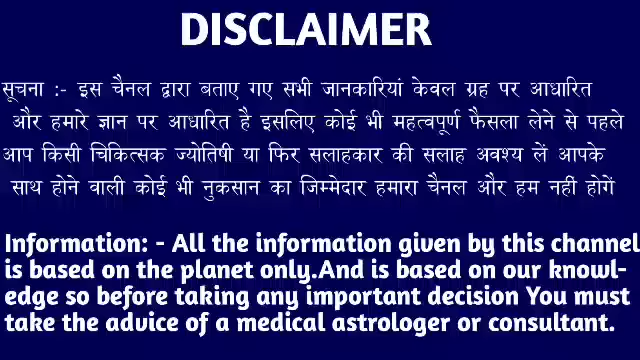 DISCLAIMER
सूचना :- इस चैनल द्वारा बताए गए सभी जानकारियां केवल ग्रह पर आधारित
और हमारे ज्ञान पर आधारित है इसलिए कोई भी महत्वपूर्ण फैसला लेने से पहले
आप किसी चिकित्सक ज्योतिषी या फिर सलाहकार की सलाह अवश्य लें आपके
साथ होने वाली कोई भी नुकसान का जिम्मेदार हमारा चैनल और हम नहीं होगें
Information: - All the information given by this channel
is based on the planet only.And is based on our knowl-
edge so before taking any important decision You must
take the advice of a medical astrologer or consultant.